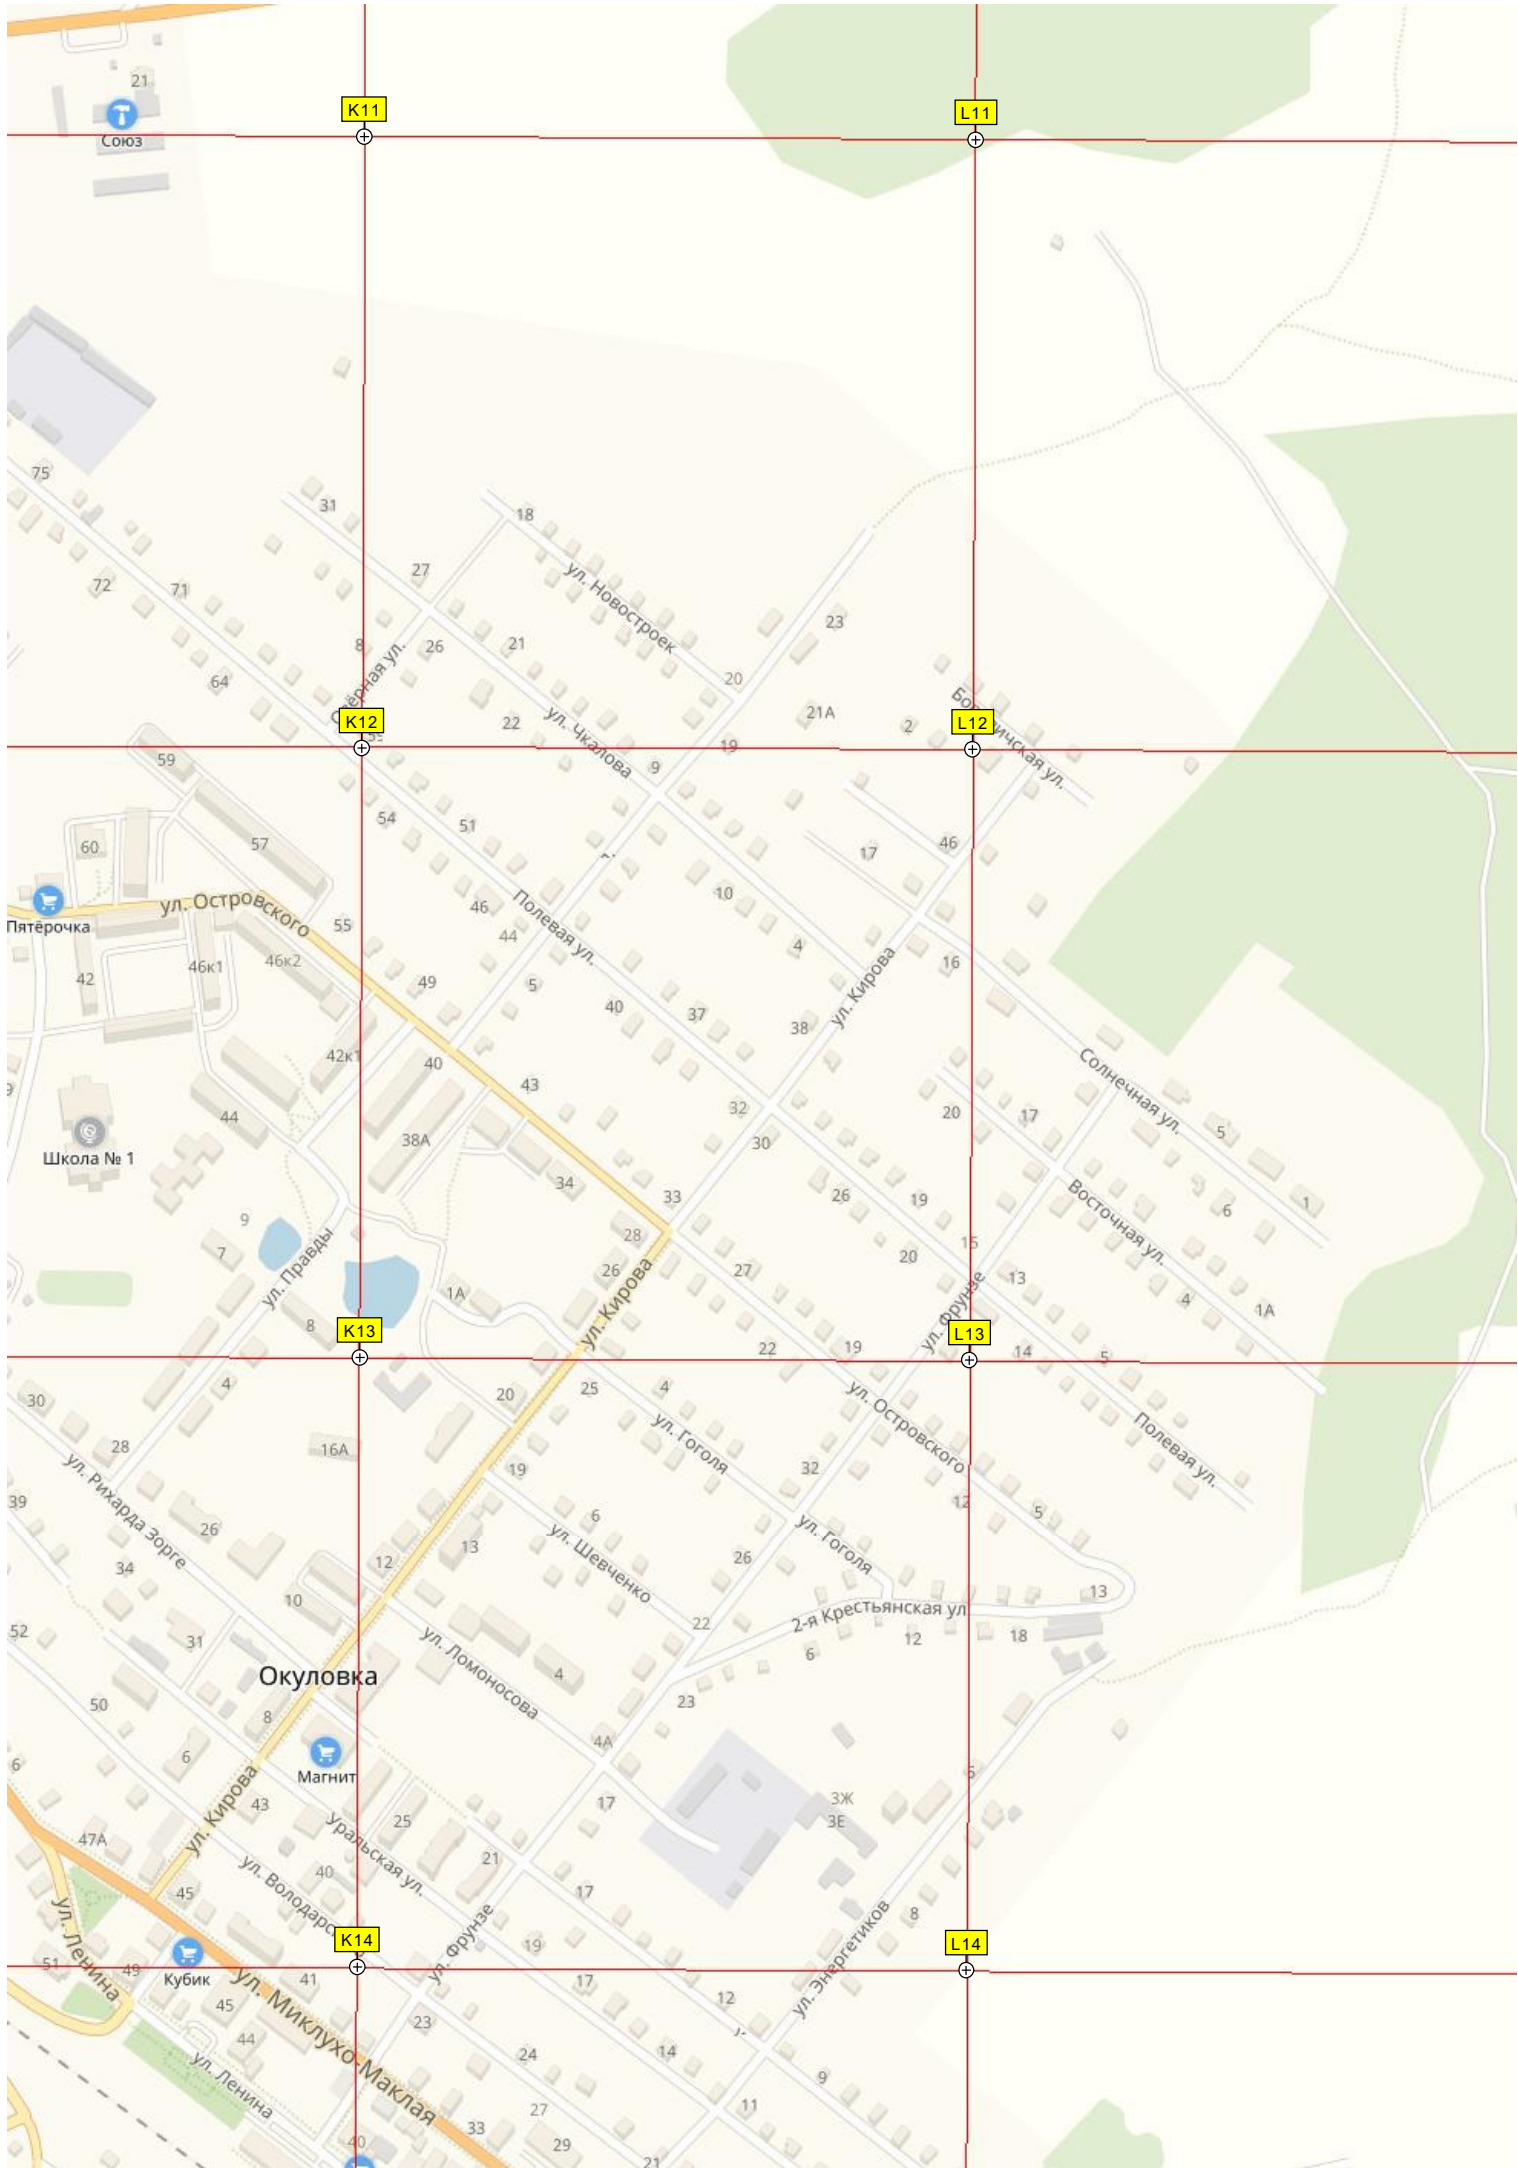 K11
L11
21
Союз
75
31
18
27
72
71
ул. Новостроек
23
8
26
21
64
20
Озёрная ул.
22
ул. Чкалова
21А
2
K12
L12
59
19
9
54
51
57
60
17
46
10
Пятёрочка
ул. Островского
55
46
44
Полевая ул.
4
46к1
46к2
42
49
5
40
37
38
ул. Кирова
16
42к1
40
43
Солнечная ул.
44
38А
32
30
20
17
5
Школа № 1
34
33
26
19
Восточная ул.
6
1
9
7
28
27
20
15
ул. Правды
26
ул. Кирова
13
4
1А
1А
8
K13
22
19
ул. Фрунзе
L13
14
5
30
4
20
25
4
ул. Островского
Полевая ул.
28
16А
ул. Гоголя
32
ул. Рихарда Зорге
19
39
26
6
12
5
34
12
13
ул. Шевченко
26
ул. Гоголя
13
10
2-я Крестьянская ул
52
31
ул. Ломоносова
22
6
12
18
Окуловка
4
50
8
23
6
6
Магнит
4А
ул. Кирова
43
25
17
3Ж
3Е
47А
Уральская ул.
40
21
17
45
ул. Ленина
K14
ул. Фрунзе
19
8
ул. Энергетиков
L14
51
49
Кубик
41
17
12
45
44
ул. Миклухо-Маклая
23
24
14
9
ул. Ленина
27
11
33
29
40
21